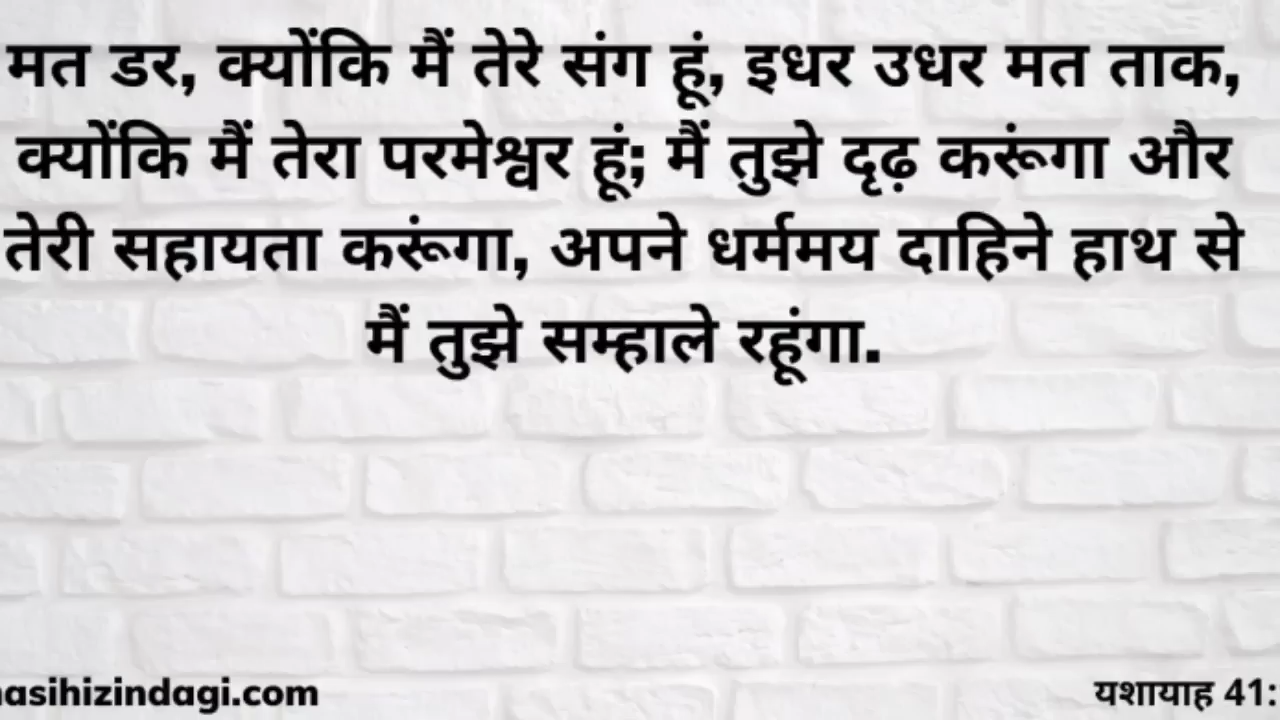 मत डर, क्योंकि मैं तेरे संग हूं, इधर उधर मत ताक,
क्योंकि मैं तेरा परमेश्वर हूं; मैं तुझे दृढ़ करूंगा और
तेरी सहायता करूंगा, अपने धर्ममय दाहिने हाथ से
मैं तुझे सम्हाले रहूंगा.
asihizindagi.com
यशायाह 41: